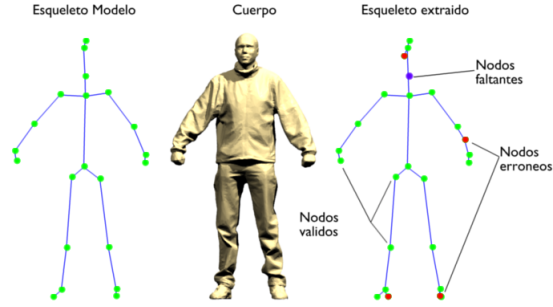 Esqueleto Modelo
Cuerpo
Esqueleto extraido
Nodos
faltantes
Nodos
erroneos
Nodos
validos